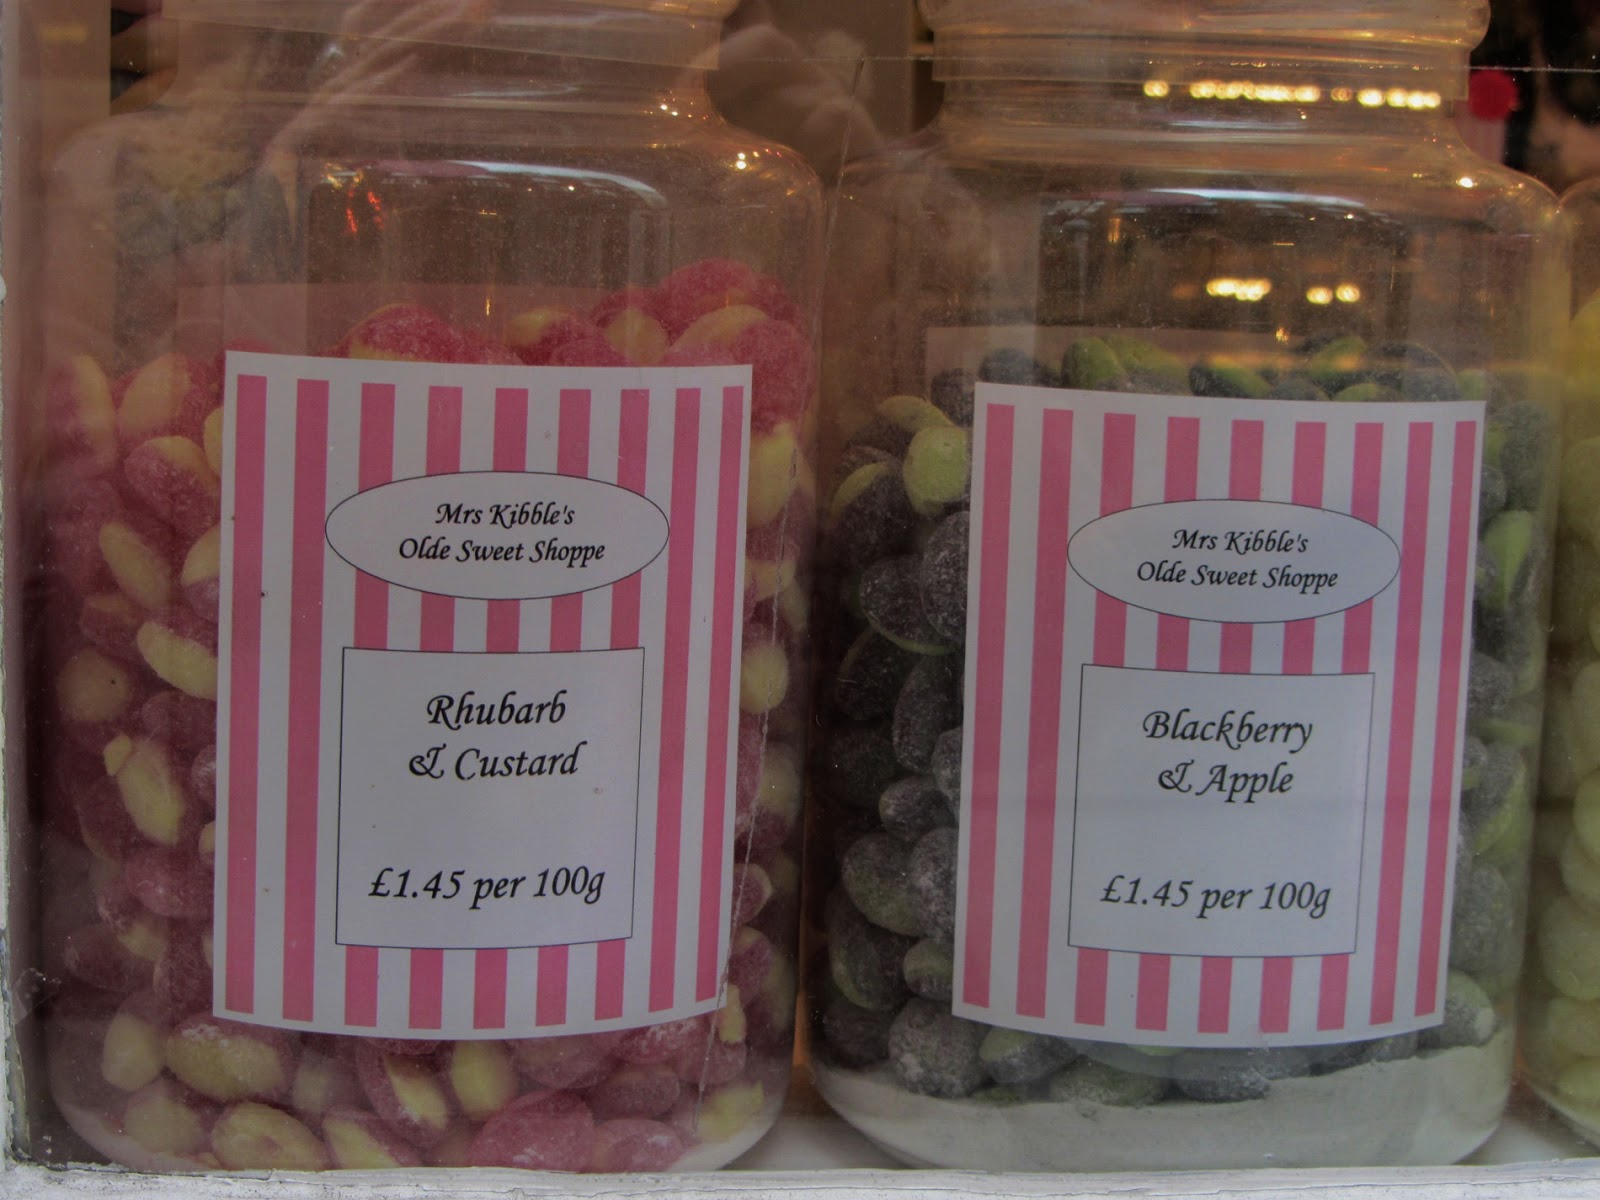 Mrs Kibble's
Olde Sweet Shoppe
Rhubarb
& Custard
£1.45 per 100g
Mrs Kibble's
Olde Sweet Shoppe
Blackberry
& Apple
£1.45 per 100g